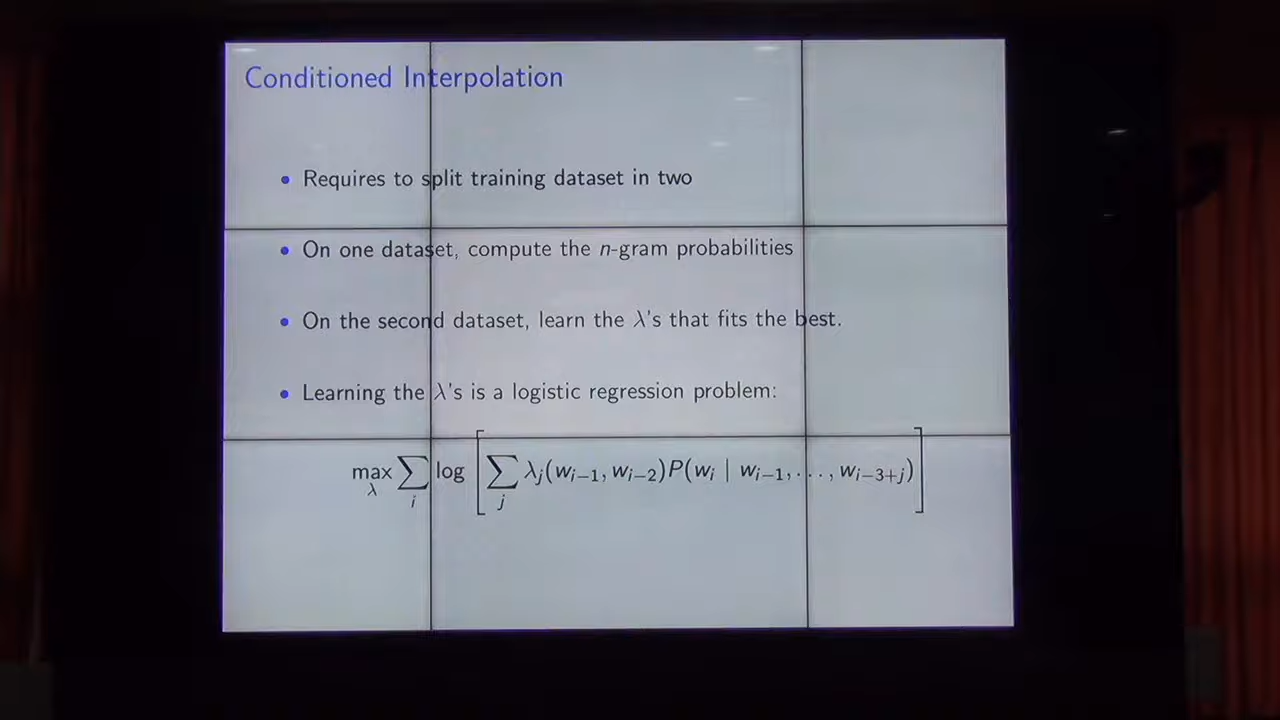 Conditioned Interpolation
• Requires to split training dataset in two
• On one dataset, compute the n-gram probabilities
• On the second dataset, learn the λ's that fits the best.
• Learning the λ's is a logistic regression problem:
max_λ ∑_i log [ ∑_j λ_j(w_{i−1}, w_{i−2})P(w_i | w_{i−1}, . . . , w_{i−3+j}) ]